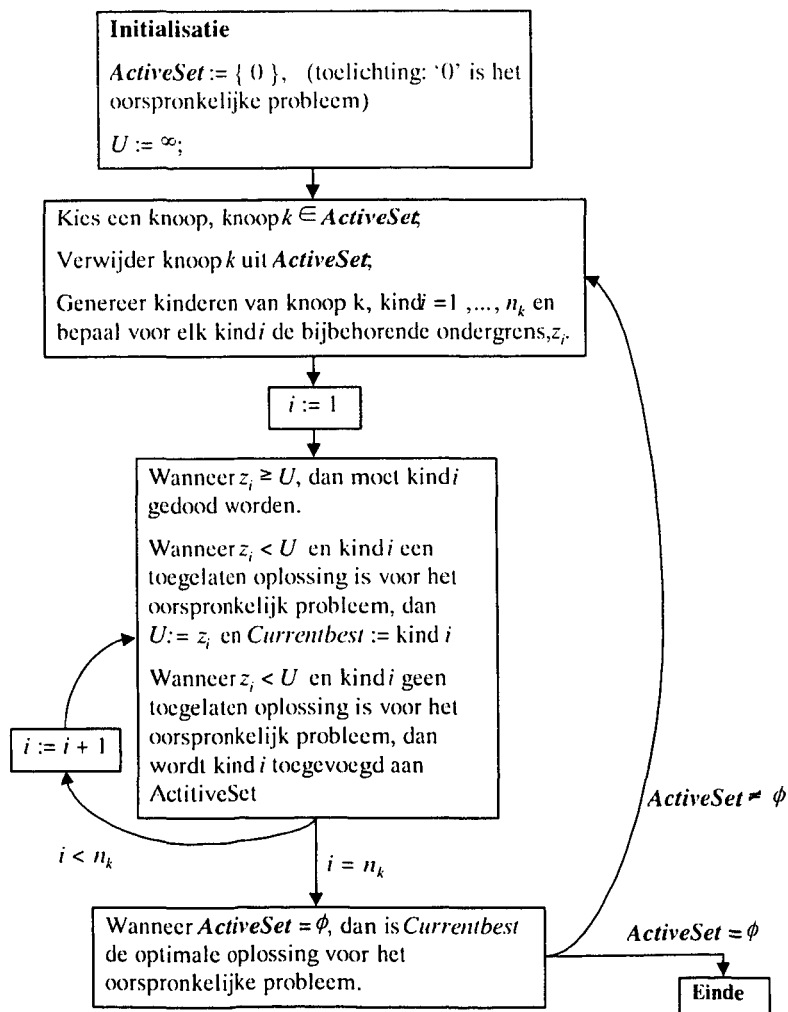 Initialisatie
ActiveSet := { 0 }, (toelichting: '0' is het
oorspronkelijke probleem)
U := ∞;
Kies een knoop, knoop k ∈ ActiveSet;
Verwijder knoop k uit ActiveSet;
Genereer kinderen van knoop k, kind i =1 ,..., n_k en
bepaal voor elk kind i de bijbehorende ondergrens, z_i.
i := 1
Wanneer z_i ≥ U, dan moet kind i
gedood worden.
Wanneer z_i < U en kind i een
toegelaten oplossing is voor het
oorspronkelijk probleem, dan
U:= z_i en Currentbest := kind i
Wanneer z_i < U en kind i geen
toegelaten oplossing is voor het
oorspronkelijk probleem, dan
wordt kind i toegevoegd aan
ActitiveSet
i := i + 1
i < n_k
i = n_k
ActiveSet ≠ ϕ
Wanneer ActiveSet = ϕ, dan is Currentbest
de optimale oplossing voor het
oorspronkelijke probleem.
ActiveSet = ϕ
Einde